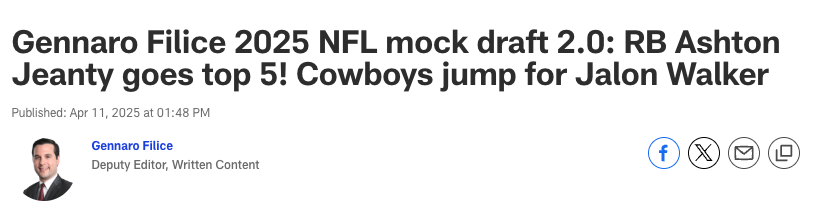 Gennaro Filice 2025 NFL mock draft 2.0: RB Ashton
Jeanty goes top 5! Cowboys jump for Jalon Walker
Published: Apr 11, 2025 at 01:48 PM
Gennaro Filice
Deputy Editor, Written Content